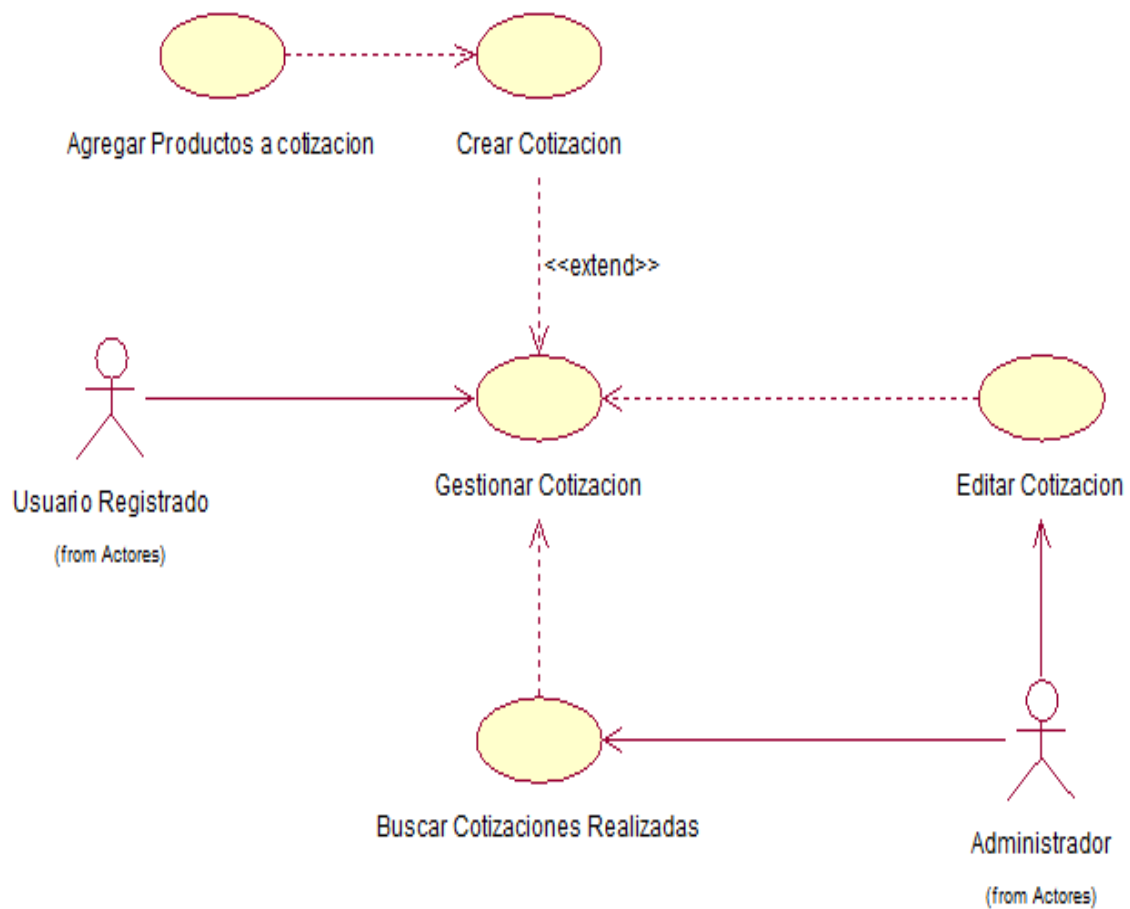 Agregar Productos a cotizacion
Crear Cotizacion
<<extend>>
Usuario Registrado
(from Actores)
Gestionar Cotizacion
Editar Cotizacion
Buscar Cotizaciones Realizadas
Administrador
(from Actores)